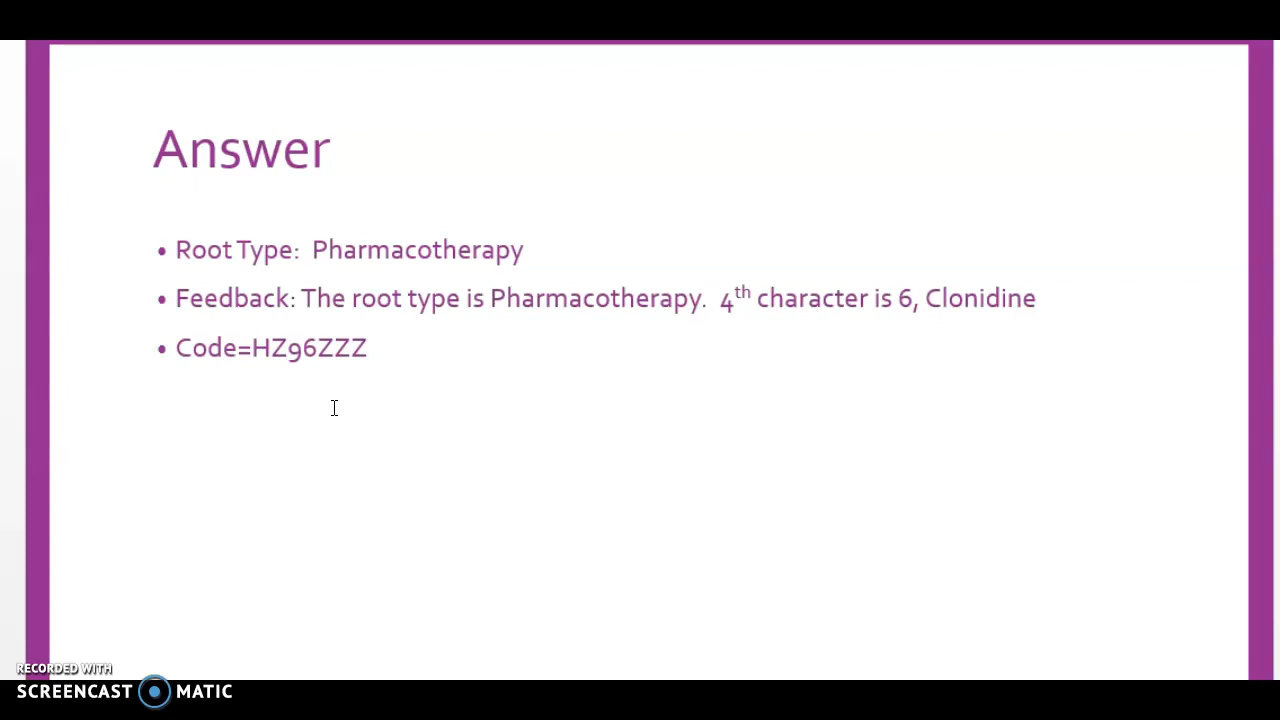 Answer
• Root Type: Pharmacotherapy
• Feedback: The root type is Pharmacotherapy. 4th character is 6, Clonidine
• Code=HZ96ZZZ
RECORDED WITH
SCREENCAST MATIC